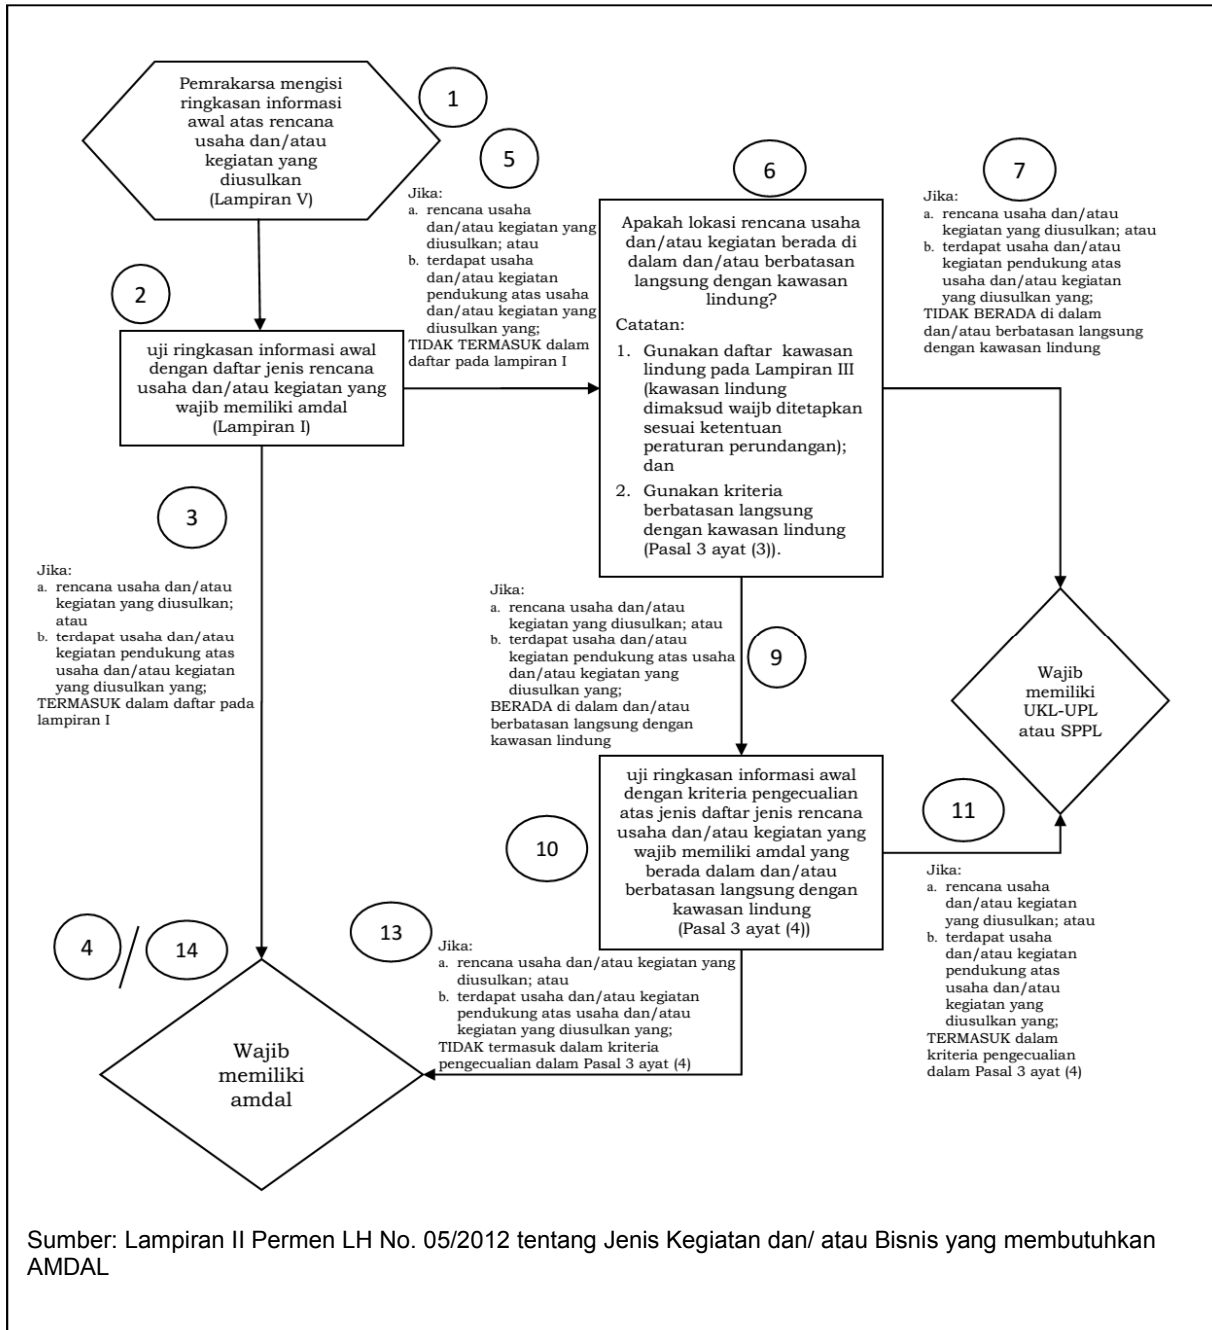 Pemrakarsa mengisi
ringkasan informasi
awal atas rencana
usaha dan/atau
kegiatan yang
diusulkan
(Lampiran V)
1
2
uji ringkasan informasi awal
dengan daftar jenis rencana
usaha dan/atau kegiatan yang
wajib memiliki amdal
(Lampiran I)
3
Jika:
a. rencana usaha dan/atau
kegiatan yang diusulkan;
atau
b. terdapat usaha dan/atau
kegiatan pendukung atas
usaha dan/atau kegiatan
yang diusulkan yang;
TERMASUK dalam daftar pada
lampiran I
4
/
14
Wajib
memiliki
amdal
5
Jika:
a. rencana usaha
dan/atau kegiatan yang
diusulkan; atau
b. terdapat usaha
dan/atau kegiatan
pendukung atas usaha
dan/atau kegiatan yang
diusulkan yang;
TIDAK TERMASUK dalam
daftar pada lampiran I
6
Apakah lokasi rencana usaha
dan/atau kegiatan berada di
dalam dan/atau berbatasan
langsung dengan kawasan
lindung?
Catatan:
1. Gunakan daftar kawasan
lindung pada Lampiran III
(kawasan lindung
dimaksud waijb ditetapkan
sesuai ketentuan
peraturan perundangan);
dan
2. Gunakan kriteria
berbatasan langsung
dengan kawasan lindung
(Pasal 3 ayat (3)).
7
Jika:
a. rencana usaha dan/atau
kegiatan yang diusulkan; atau
b. terdapat usaha dan/atau
kegiatan pendukung atas
usaha dan/atau kegiatan
yang diusulkan yang;
TIDAK BERADA di dalam
dan/atau berbatasan langsung
dengan kawasan lindung
Wajib
memiliki
UKL-UPL
atau SPPL
Jika:
a. rencana usaha dan/atau
kegiatan yang diusulkan; atau
b. terdapat usaha dan/atau
kegiatan pendukung atas usaha
dan/atau kegiatan yang
diusulkan yang;
BERADA di dalam dan/atau
berbatasan langsung dengan
kawasan lindung
9
10
uji ringkasan informasi awal
dengan kriteria pengecualian
atas jenis daftar jenis rencana
usaha dan/atau kegiatan yang
wajib memiliki amdal yang
berada dalam dan/atau
berbatasan langsung dengan
kawasan lindung
(Pasal 3 ayat (4))
11
Jika:
a. rencana usaha
dan/atau kegiatan
yang diusulkan; atau
b. terdapat usaha
dan/atau kegiatan
pendukung atas
usaha dan/atau
kegiatan yang
diusulkan yang;
TERMASUK dalam
kriteria pengecualian
dalam Pasal 3 ayat (4)
13
Jika:
a. rencana usaha dan/atau kegiatan yang
diusulkan; atau
b. terdapat usaha dan/atau kegiatan
pendukung atas usaha dan/atau
kegiatan yang diusulkan yang;
TIDAK termasuk dalam kriteria
pengecualian dalam Pasal 3 ayat (4)
Sumber: Lampiran II Permen LH No. 05/2012 tentang Jenis Kegiatan dan/ atau Bisnis yang membutuhkan
AMDAL